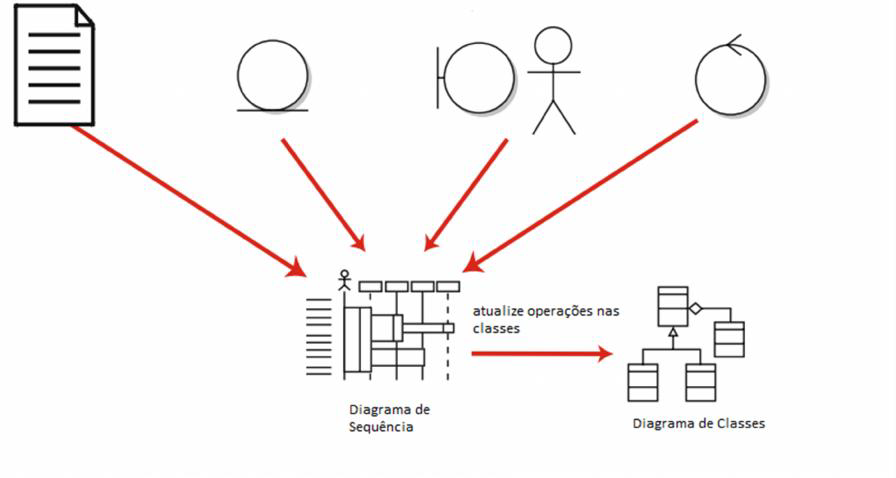 atualize operações nas
classes
Diagrama de
Sequência
Diagrama de Classes